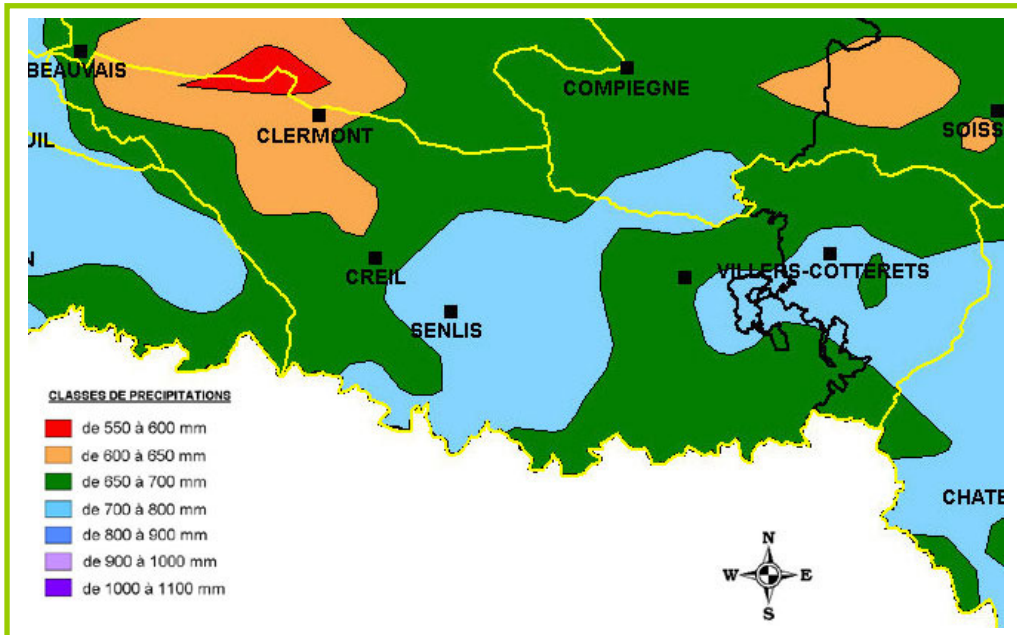 BEAUVAIS
COMPIEGNE
CLERMONT
SOISS
UIL
CREIL
VILLERS-COTTERETS
N
SENLIS
CHATE
CLASSES DE PRECIPITATIONS
de 550 à 600 mm
de 600 à 650 mm
de 650 à 700 mm
de 700 à 800 mm
de 800 à 900 mm
de 900 à 1000 mm
de 1000 à 1100 mm
N
W E
S